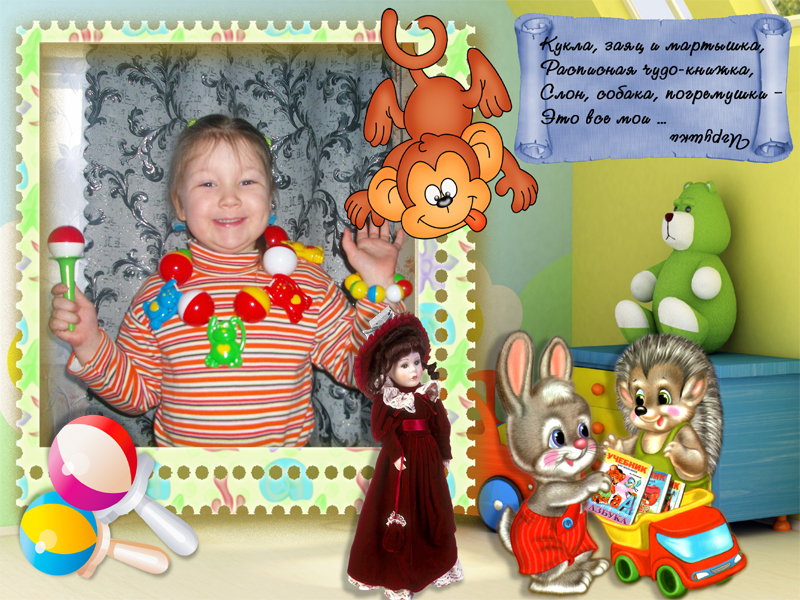 Кукла, заяц и мартышка,
Расписная чудо-книжка,
Слон, собака, погремушки –
Это все мои ...
Игрушки
УЧЕБНИК
АЗБУКА